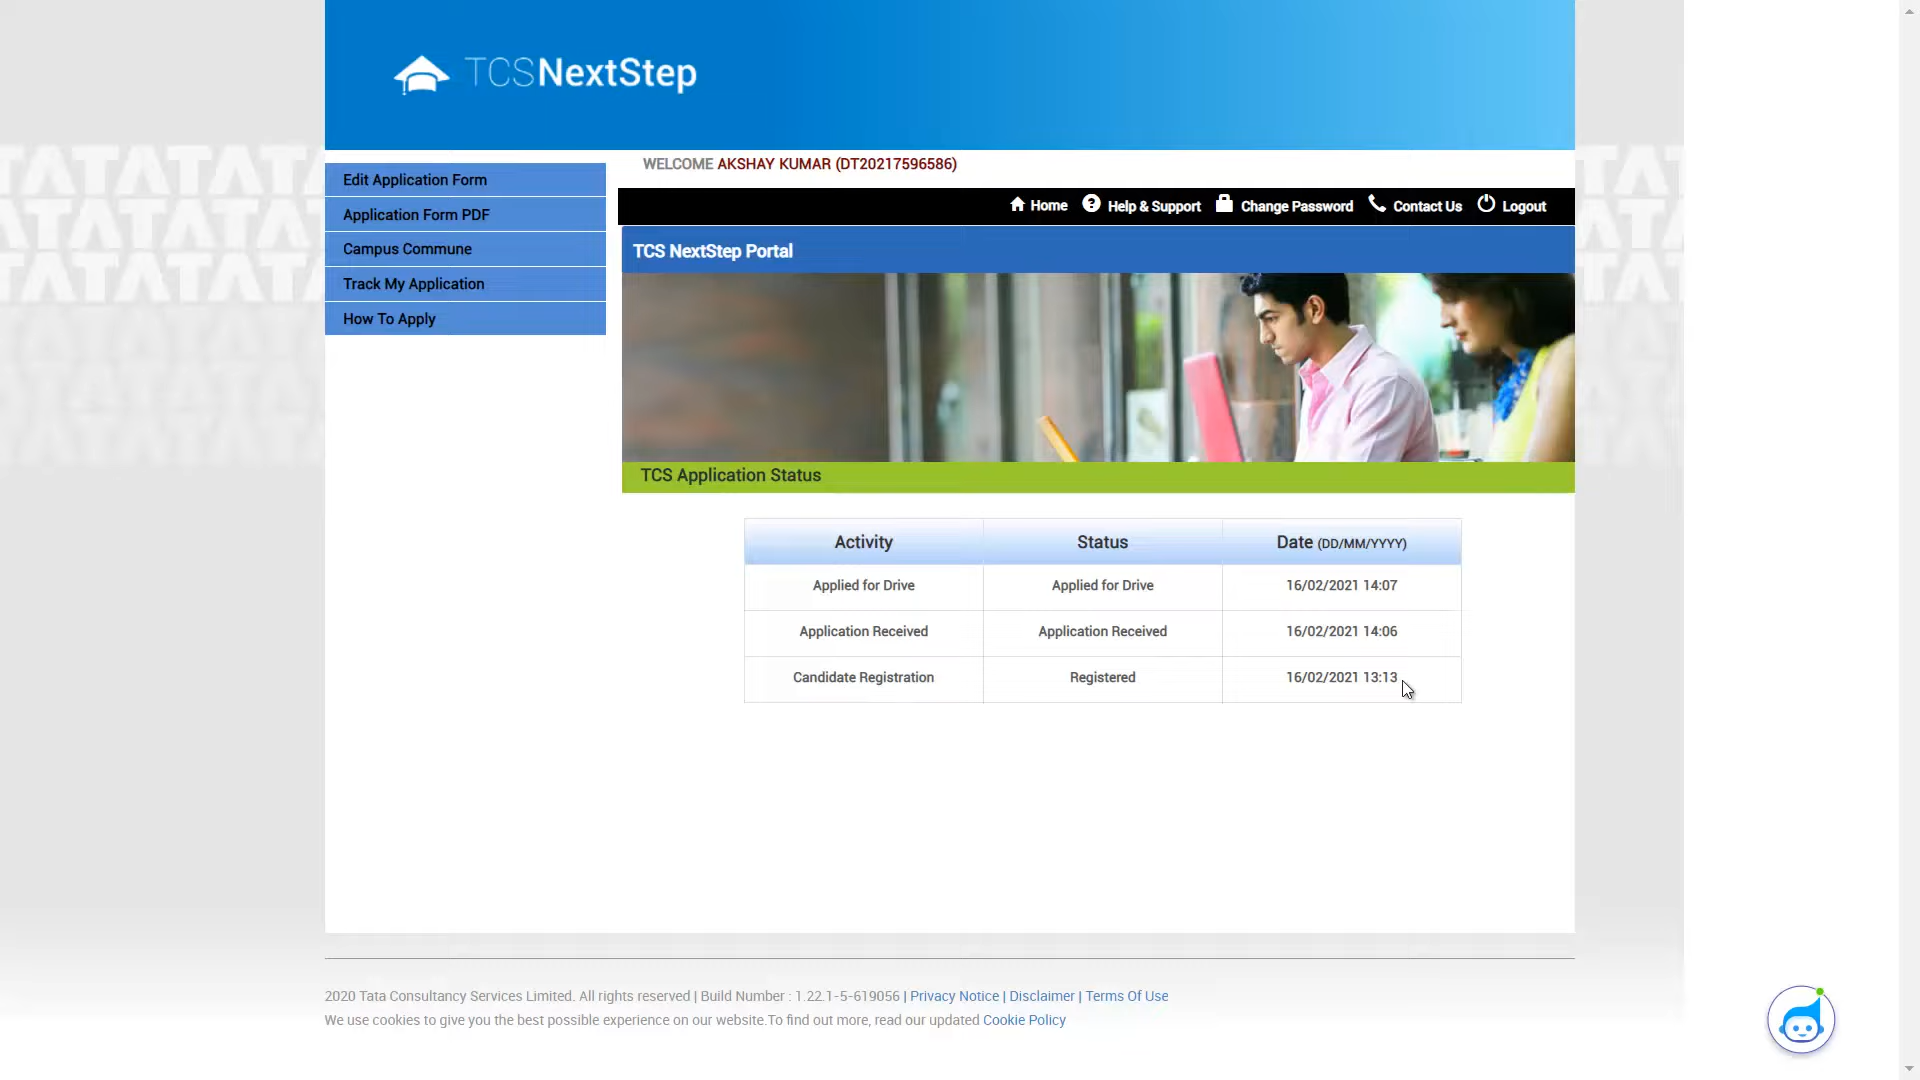 TCSNextStep
WELCOME AKSHAY KUMAR (DT20217596586)
Edit Application Form
Application Form PDF
Campus Commune
Track My Application
How To Apply
Home Help & Support Change Password Contact Us Logout
TCS NextStep Portal
TCS Application Status
Activity Status Date (DD/MM/YYYY)
Applied for Drive Applied for Drive 16/02/2021 14:07
Application Received Application Received 16/02/2021 14:06
Candidate Registration Registered 16/02/2021 13:13
2020 Tata Consultancy Services Limited. All rights reserved | Build Number : 1.22.1-5-619056 | Privacy Notice | Disclaimer | Terms Of Use
We use cookies to give you the best possible experience on our website.To find out more, read our updated Cookie Policy